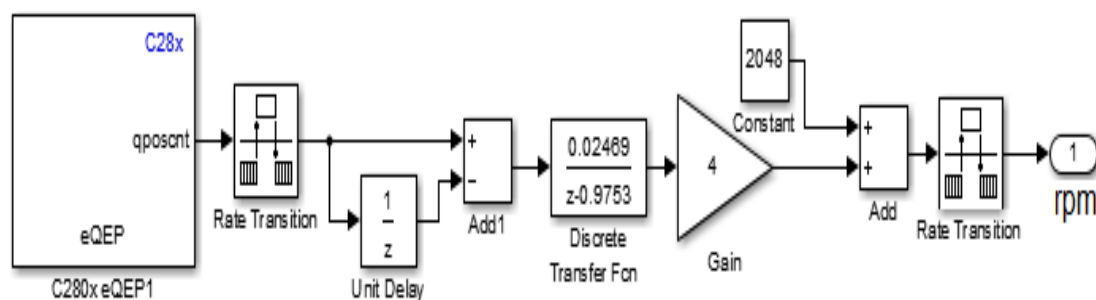 C28x
qposcnt
eQEP
C280x eQEP1
Rate Transition
1
z
Unit Delay
+
−
Add1
0.02469
z-0.9753
Discrete
Transfer Fcn
4
Gain
2048
Constant
+
+
Add
Rate Transition
1
rpm